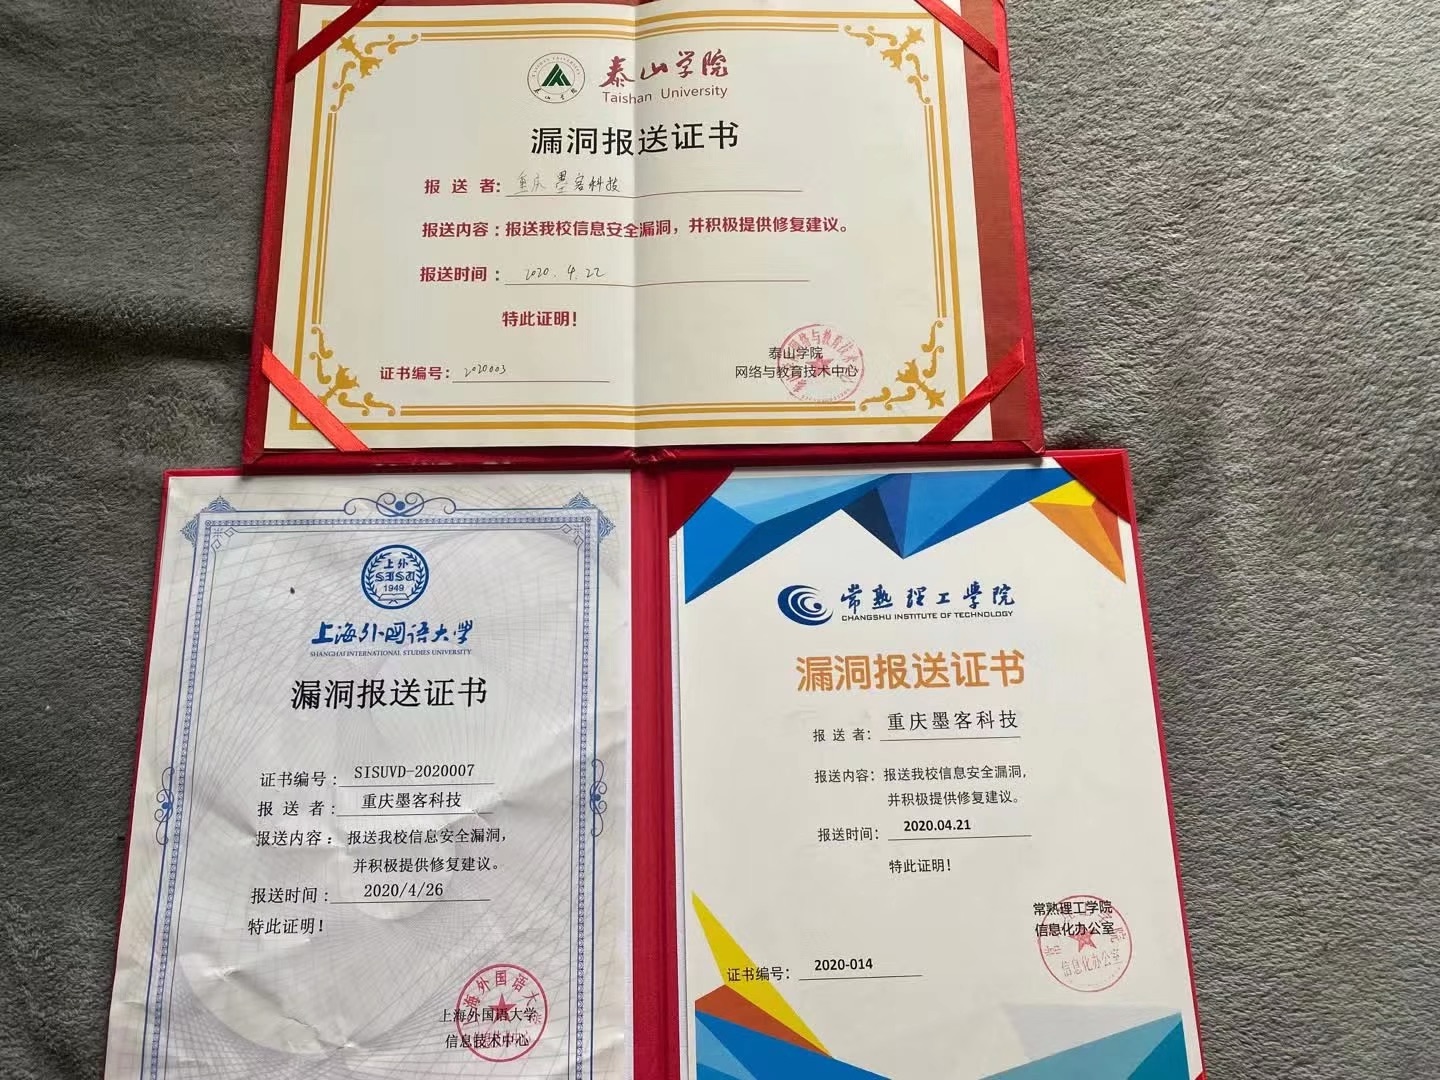 泰山学院
Taishan University
漏洞报送证书
报 送 者: 重庆墨客科技
报送内容:报送我校信息安全漏洞,并积极提供修复建议。
报送时间: 2020.4.22
特此证明!
泰山学院
网络与教育技术中心
证书编号: 2020003
上外
SISU
1949
上海外国语大学
SHANGHAI INTERNATIONAL STUDIES UNIVERSITY
漏洞报送证书
证书编号: SISUVD-2020007
报 送 者: 重庆墨客科技
报送内容: 报送我校信息安全漏洞,
并积极提供修复建议。
报送时间: 2020/4/26
特此证明!
上海外国语大学
信息技术中心
常熟理工学院
CHANGSHU INSTITUTE OF TECHNOLOGY
漏洞报送证书
报 送 者: 重庆墨客科技
报送内容: 报送我校信息安全漏洞,
并积极提供修复建议。
报送时间: 2020.04.21
特此证明!
常熟理工学院
信息化办公室
信息化办公室
证书编号: 2020-014